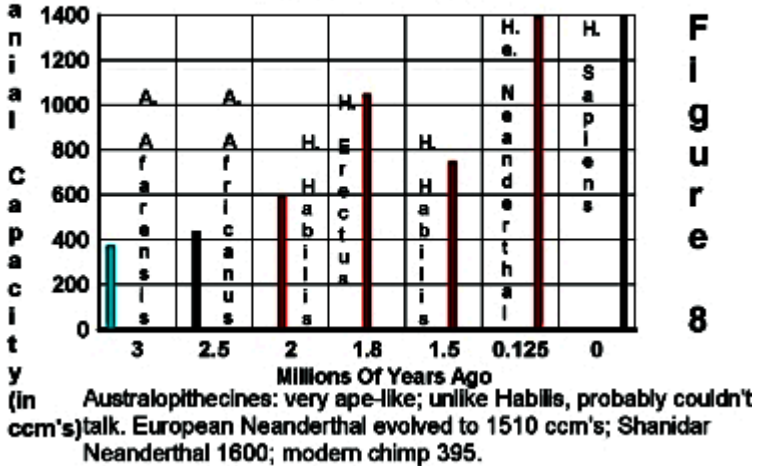 anial Capacity (in ccm's)
1400
1200
1000
800
600
400
200
0
A. Afarensis
A. Africanus
H. Habilis
H. Erectus
H. Habilis
H. e. Neanderthal
H. Sapiens
3 2.5 2 1.8 1.5 0.125 0
Millions Of Years Ago
Figure 8
Australopithecines: very ape-like; unlike Habilis, probably couldn't
talk. European Neanderthal evolved to 1510 ccm's; Shanidar
Neanderthal 1600; modern chimp 395.